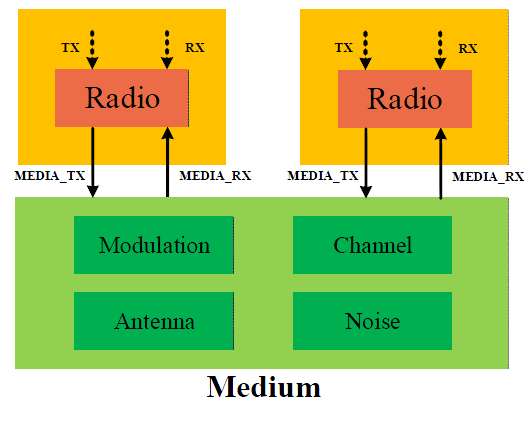 TX RX TX RX
Radio Radio
MEDIA_TX MEDIA_RX MEDIA_TX MEDIA_RX
Modulation Channel
Antenna Noise
Medium